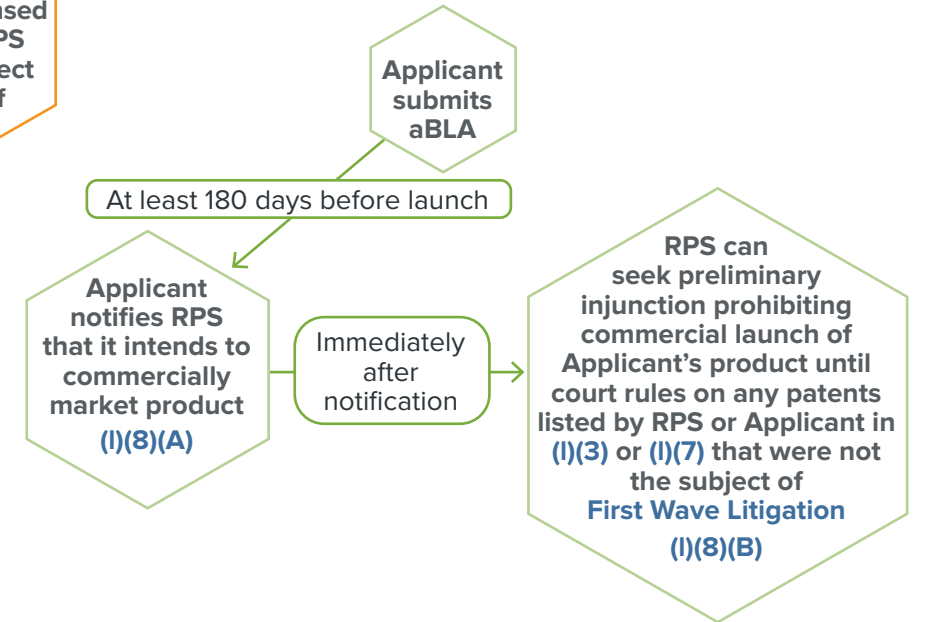 Applicant
submits
aBLA
At least 180 days before launch
Applicant
notifies RPS
that it intends to
commercially
market product
(l)(8)(A)
Immediately
after
notification
RPS can
seek preliminary
injunction prohibiting
commercial launch of
Applicant’s product until
court rules on any patents
listed by RPS or Applicant in
(l)(3) or (l)(7) that were not
the subject of
First Wave Litigation
(l)(8)(B)